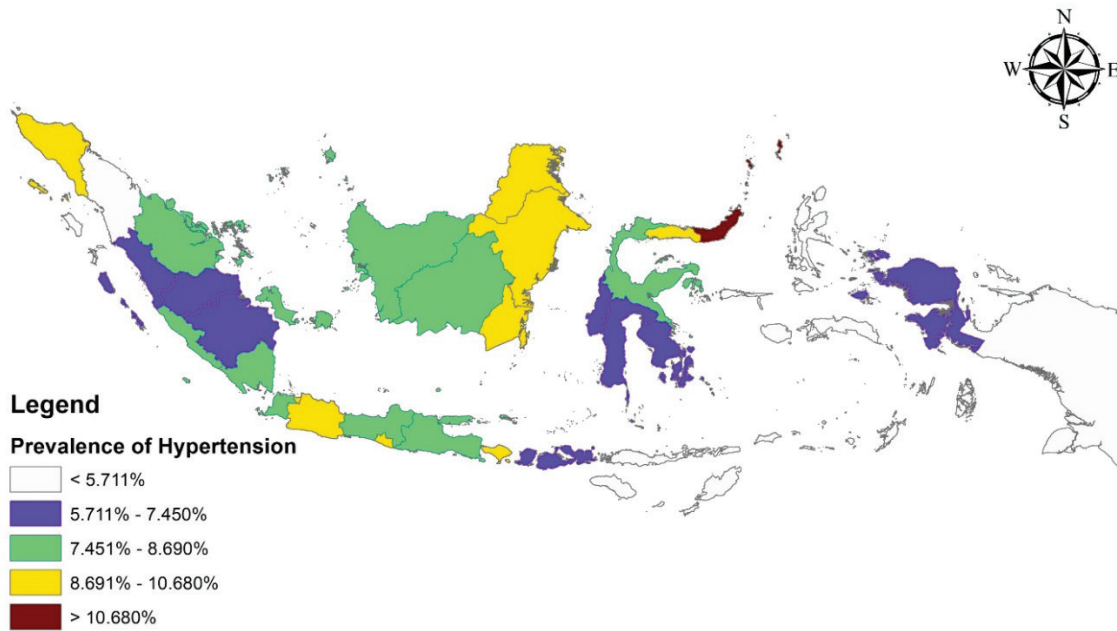 N
W E
S
Legend
Prevalence of Hypertension
< 5.711%
5.711% - 7.450%
7.451% - 8.690%
8.691% - 10.680%
> 10.680%